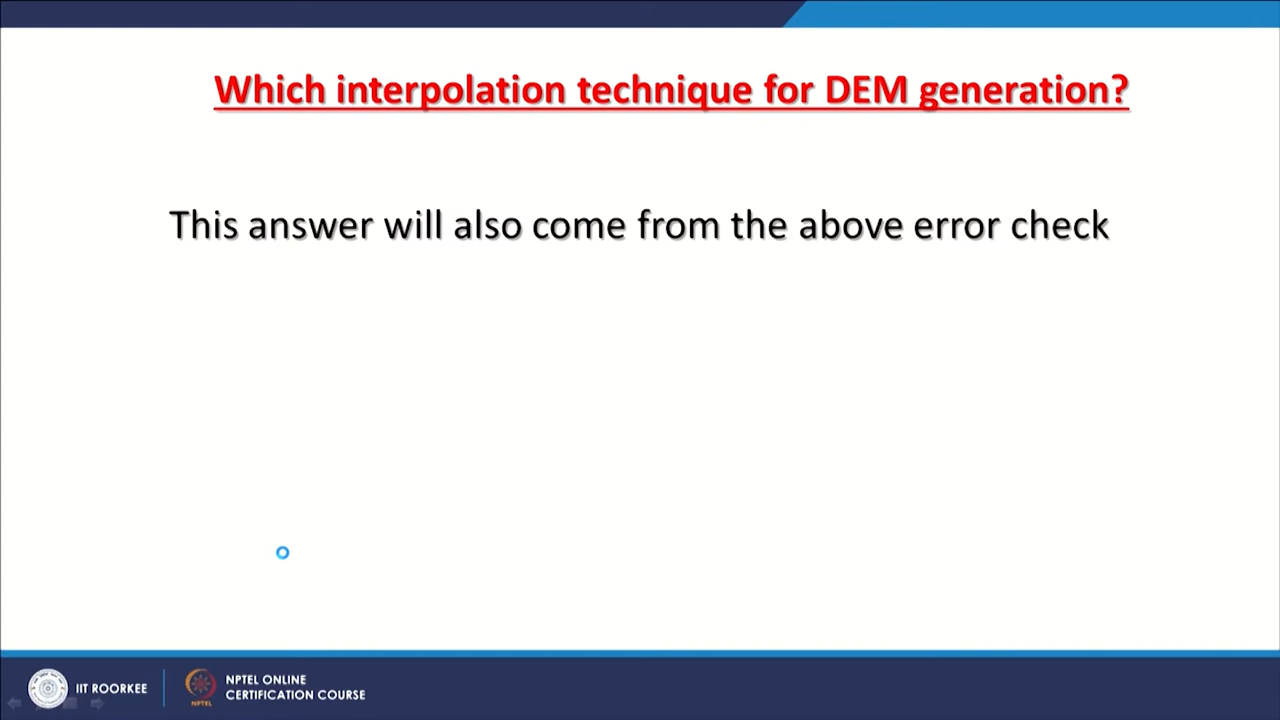 Which interpolation technique for DEM generation?
This answer will also come from the above error check
IIT ROORKEE
NPTEL
NPTEL ONLINE
CERTIFICATION COURSE